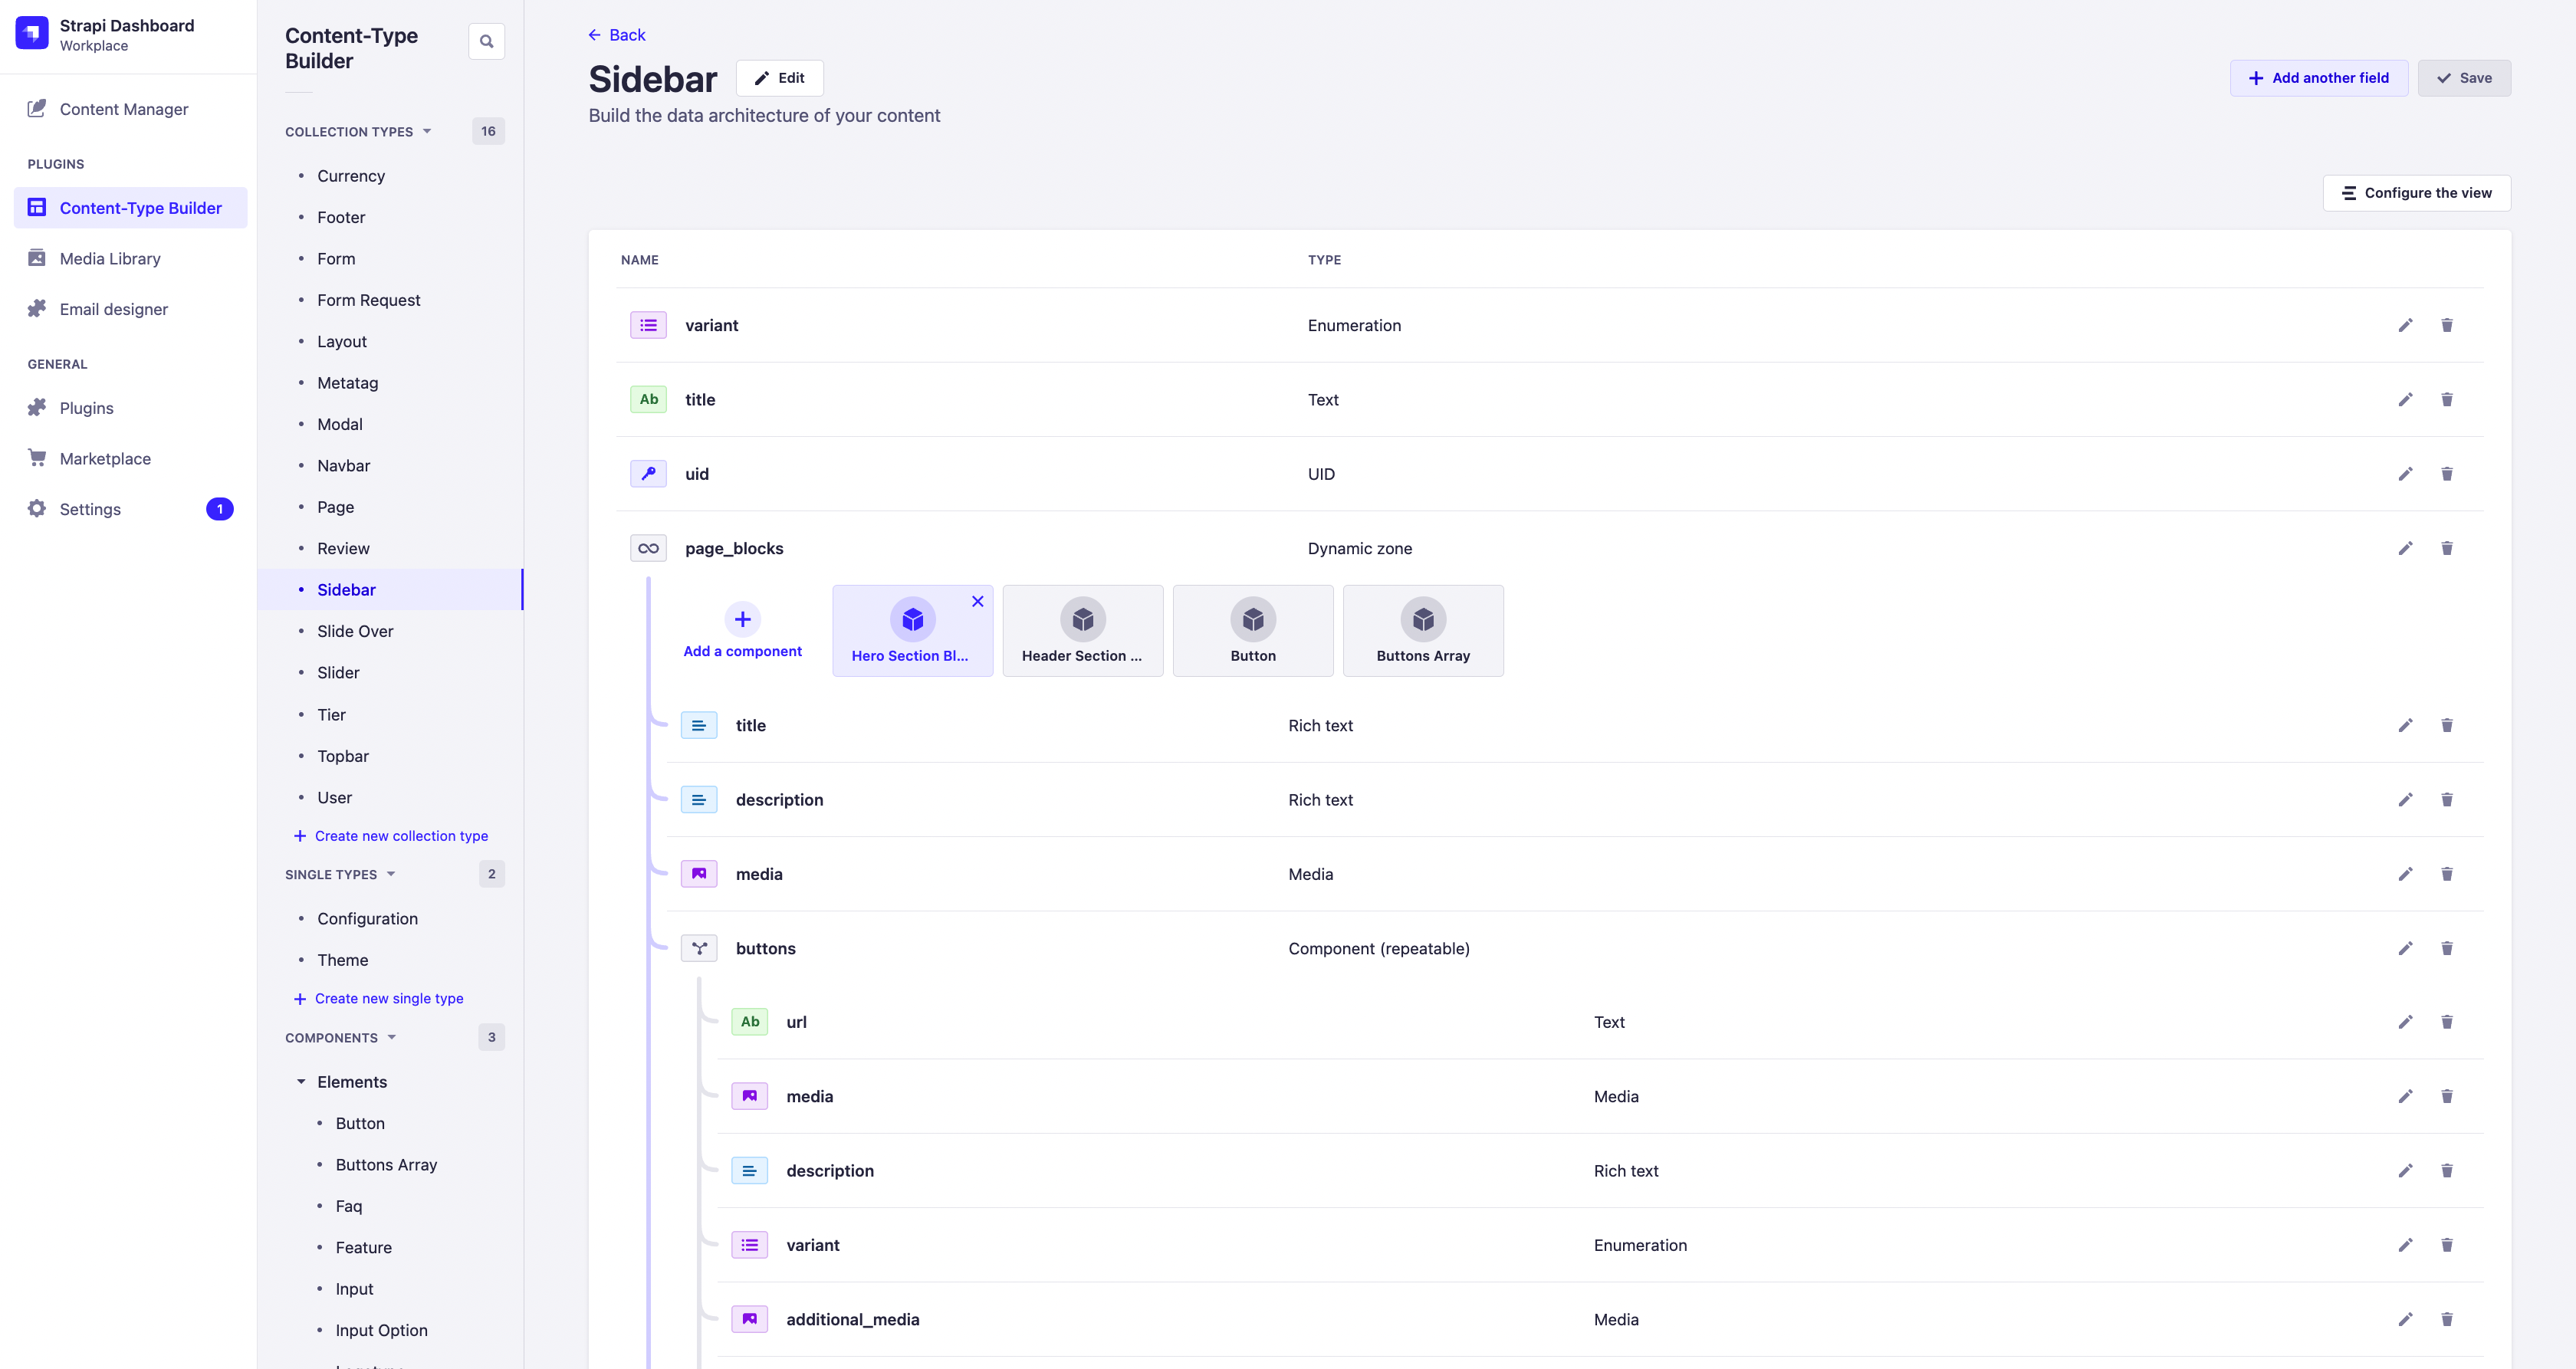 Strapi Dashboard
Workplace
Content Manager
PLUGINS
Content-Type Builder
Media Library
Email designer
GENERAL
Plugins
Marketplace
Settings
1
Content-Type
Builder
COLLECTION TYPES
16
Currency
Footer
Form
Form Request
Layout
Metatag
Modal
Navbar
Page
Review
Sidebar
Slide Over
Slider
Tier
Topbar
User
Create new collection type
SINGLE TYPES
2
Configuration
Theme
Create new single type
COMPONENTS
3
Elements
Button
Buttons Array
Faq
Feature
Input
Input Option
Back
Sidebar
Edit
Build the data architecture of your content
Add another field
Save
Configure the view
NAME TYPE
variant Enumeration
Ab title Text
uid UID
page_blocks Dynamic zone
Add a component
Hero Section Bl...
Header Section ...
Button
Buttons Array
title Rich text
description Rich text
media Media
buttons Component (repeatable)
Ab url Text
media Media
description Rich text
variant Enumeration
additional_media Media